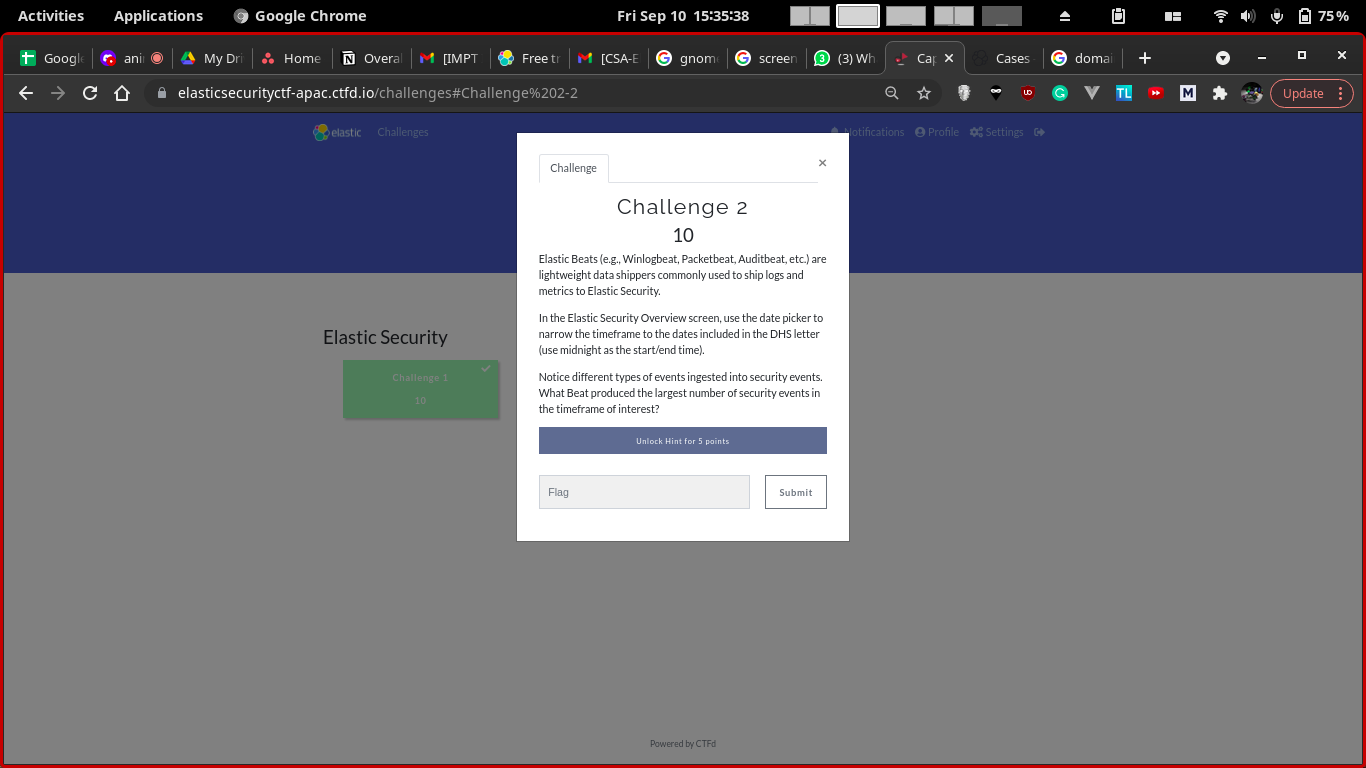 Activities Applications Google Chrome Fri Sep 10 15:35:38 75%
Google ani My Dri Home Overal [IMPT Free tr [CSA-E gnome screen (3) Wh Cap Cases domai
elasticsecurityctf-apac.ctfd.io/challenges#Challenge%202-2 Update
elastic Challenges Notifications Profile Settings
Challenge
Challenge 2
10
Elastic Beats (e.g., Winlogbeat, Packetbeat, Auditbeat, etc.) are
lightweight data shippers commonly used to ship logs and
metrics to Elastic Security.
In the Elastic Security Overview screen, use the date picker to
narrow the timeframe to the dates included in the DHS letter
(use midnight as the start/end time).
Notice different types of events ingested into security events.
What Beat produced the largest number of security events in
the timeframe of interest?
Unlock Hint for 5 points
Flag Submit
Elastic Security
Challenge 1
10
Powered by CTFd